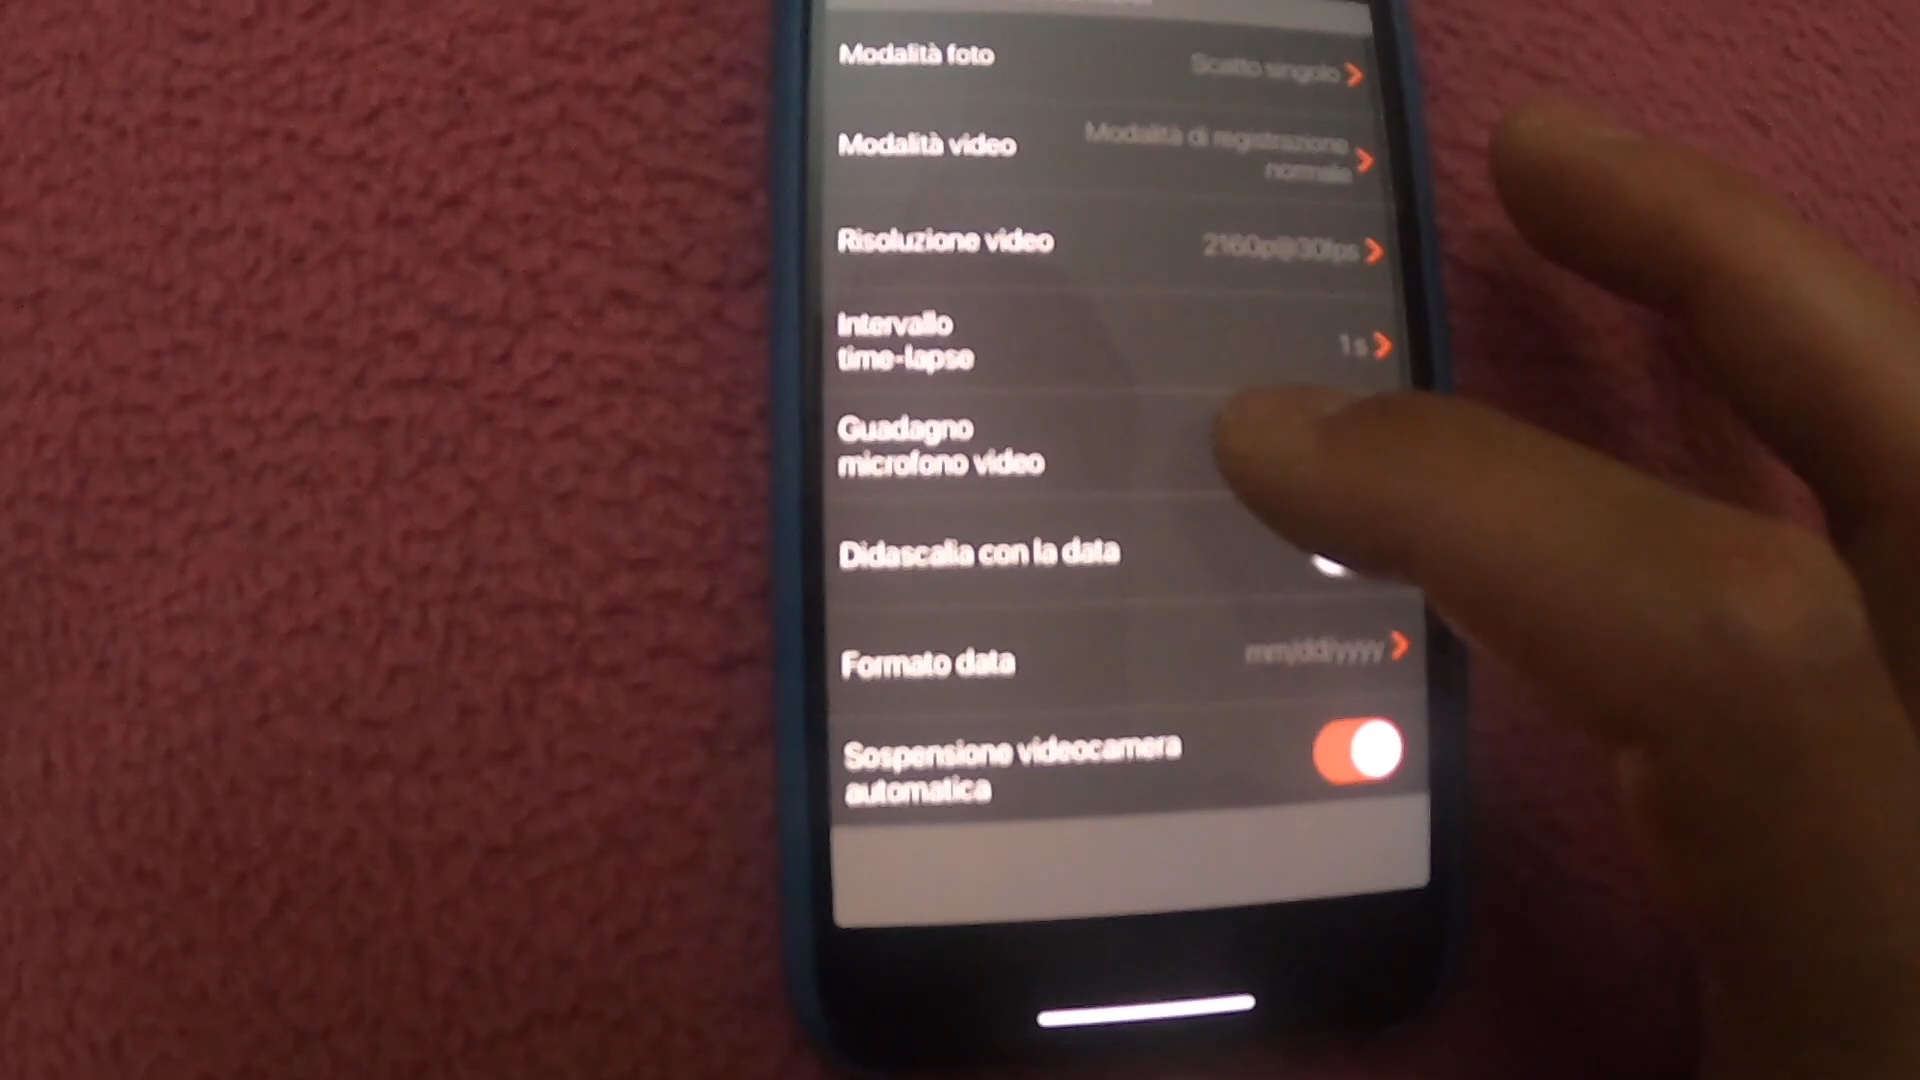 Modalità foto
Scatto singolo
Modalità video
Modalità di registrazione
normale
Risoluzione video
2160p@30fps
Intervallo
time-lapse
1 s
Guadagno
microfono video
Didascalia con la data
Formato data
mm/dd/yyyy
Sospensione videocamera
automatica